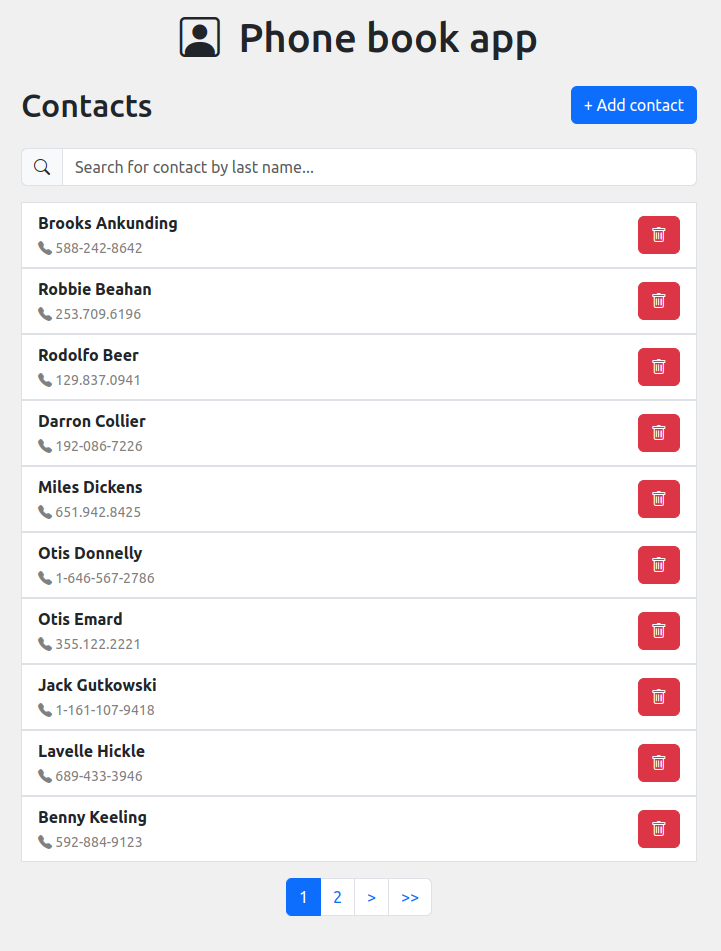 Phone book app
Contacts
+ Add contact
Search for contact by last name...
Brooks Ankunding
588-242-8642
Robbie Beahan
253.709.6196
Rodolfo Beer
129.837.0941
Darron Collier
192-086-7226
Miles Dickens
651.942.8425
Otis Donnelly
1-646-567-2786
Otis Emard
355.122.2221
Jack Gutkowski
1-161-107-9418
Lavelle Hickle
689-433-3946
Benny Keeling
592-884-9123
1 2 > >>